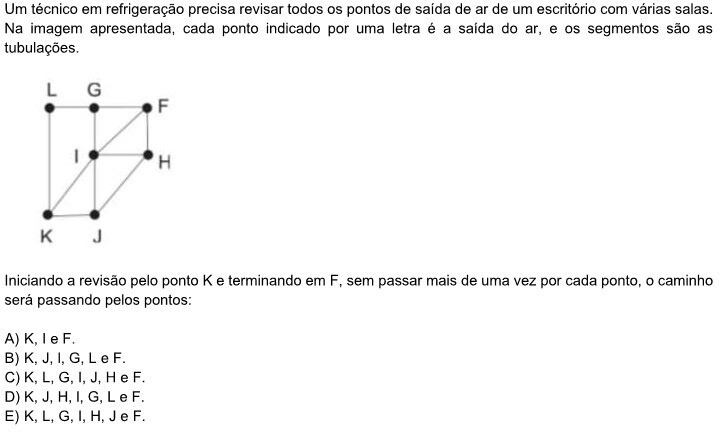 Um técnico em refrigeração precisa revisar todos os pontos de saída de ar de um escritório com várias salas.
Na imagem apresentada, cada ponto indicado por uma letra é a saída do ar, e os segmentos são as
tubulações.
L G
F
I
H
K J
Iniciando a revisão pelo ponto K e terminando em F, sem passar mais de uma vez por cada ponto, o caminho
será passando pelos pontos:
A) K, I e F.
B) K, J, I, G, L e F.
C) K, L, G, I, J, H e F.
D) K, J, H, I, G, L e F.
E) K, L, G, I, H, J e F.